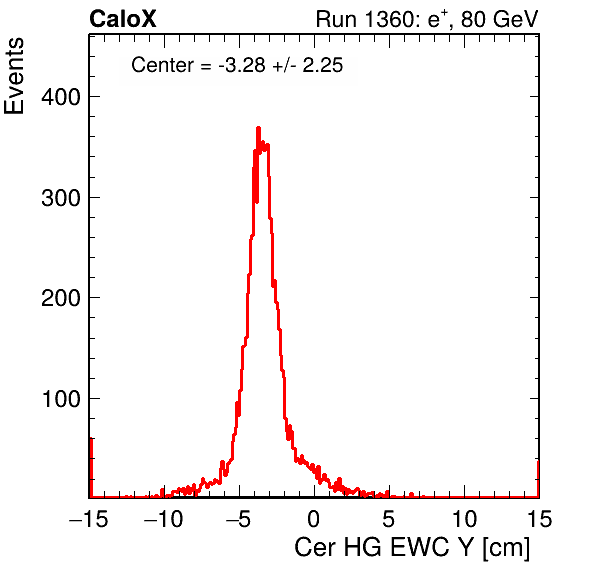 CaloX Run 1360: e⁺, 80 GeV
Center = -3.28 +/- 2.25
Events
400
300
200
100
−15 −10 −5 0 5 10 15
Cer HG EWC Y [cm]